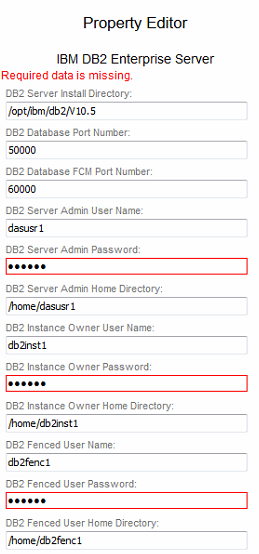 Property Editor
IBM DB2 Enterprise Server
Required data is missing.
DB2 Server Install Directory:
/opt/ibm/db2/V10.5
DB2 Database Port Number:
50000
DB2 Database FCM Port Number:
60000
DB2 Server Admin User Name:
dasusr1
DB2 Server Admin Password:
●●●●●●
DB2 Server Admin Home Directory:
/home/dasusr1
DB2 Instance Owner User Name:
db2inst1
DB2 Instance Owner Password:
●●●●●●
DB2 Instance Owner Home Directory:
/home/db2inst1
DB2 Fenced User Name:
db2fenc1
DB2 Fenced User Password:
●●●●●●
DB2 Fenced User Home Directory:
/home/db2fenc1